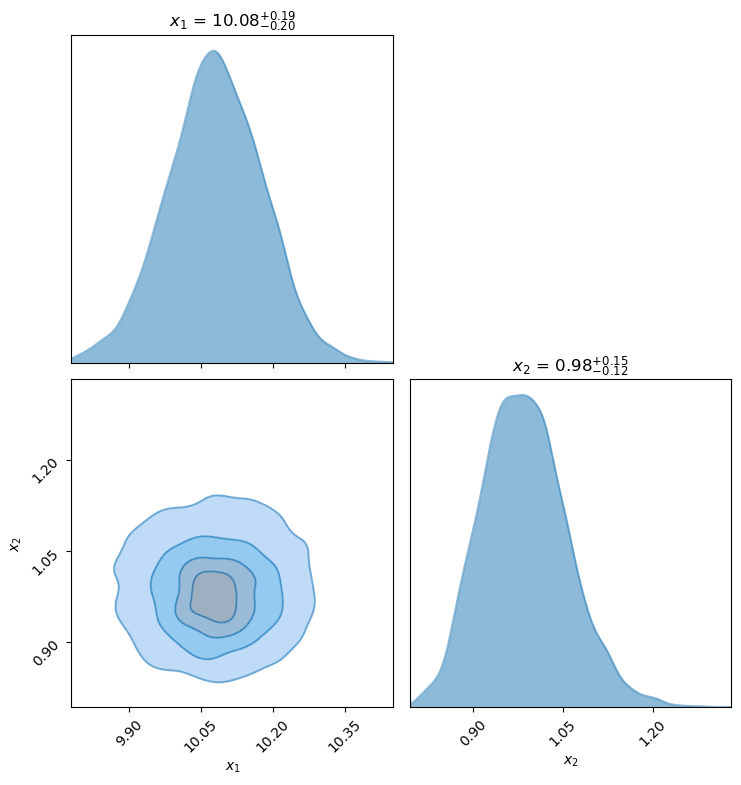 x₁ = 10.08⁺⁰·¹⁹₋₀.₂₀
x₂ = 0.98⁺⁰·¹⁵₋₀.₁₂
1.20
1.05
0.90
x₂
9.90 10.05 10.20 10.35
x₁
0.90 1.05 1.20
x₂